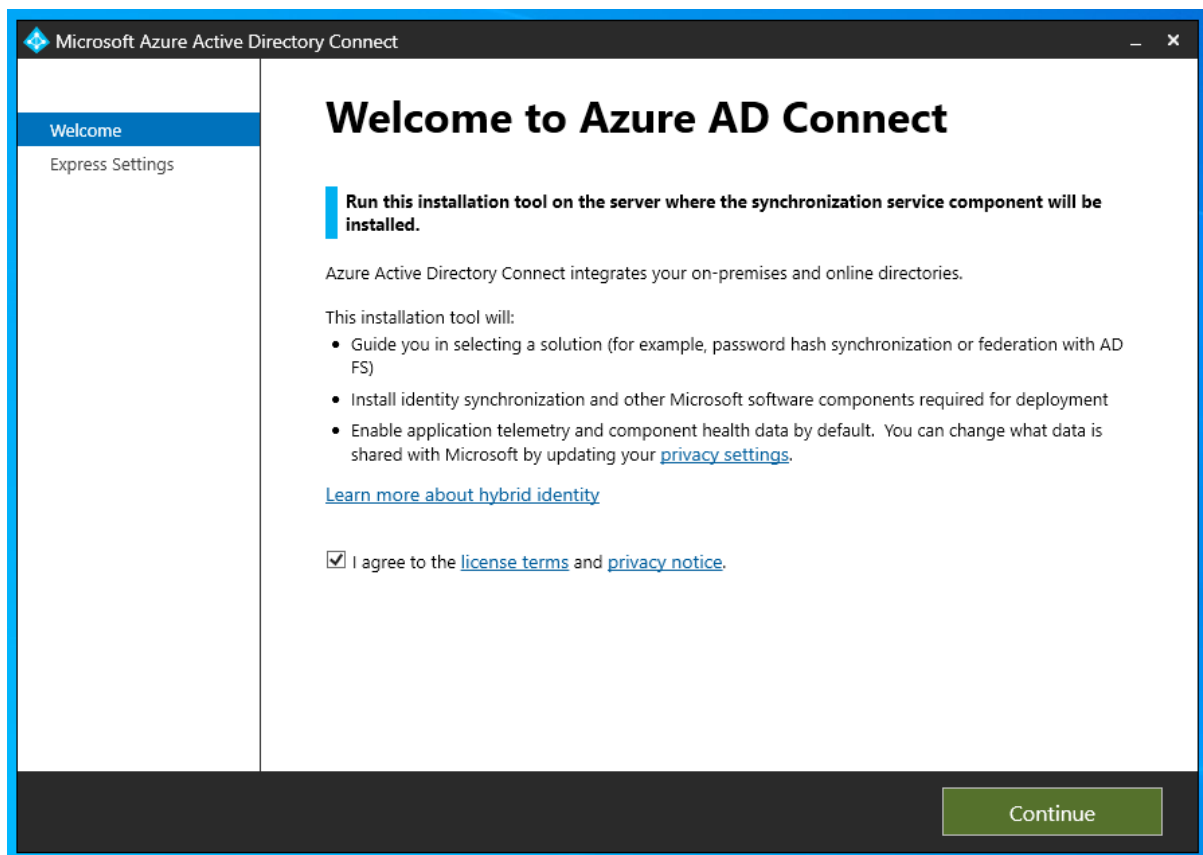 Microsoft Azure Active Directory Connect
Welcome
Express Settings
Welcome to Azure AD Connect
Run this installation tool on the server where the synchronization service component will be
installed.
Azure Active Directory Connect integrates your on-premises and online directories.
This installation tool will:
• Guide you in selecting a solution (for example, password hash synchronization or federation with AD
FS)
• Install identity synchronization and other Microsoft software components required for deployment
• Enable application telemetry and component health data by default.  You can change what data is
shared with Microsoft by updating your privacy settings.
Learn more about hybrid identity
I agree to the license terms and privacy notice.
Continue